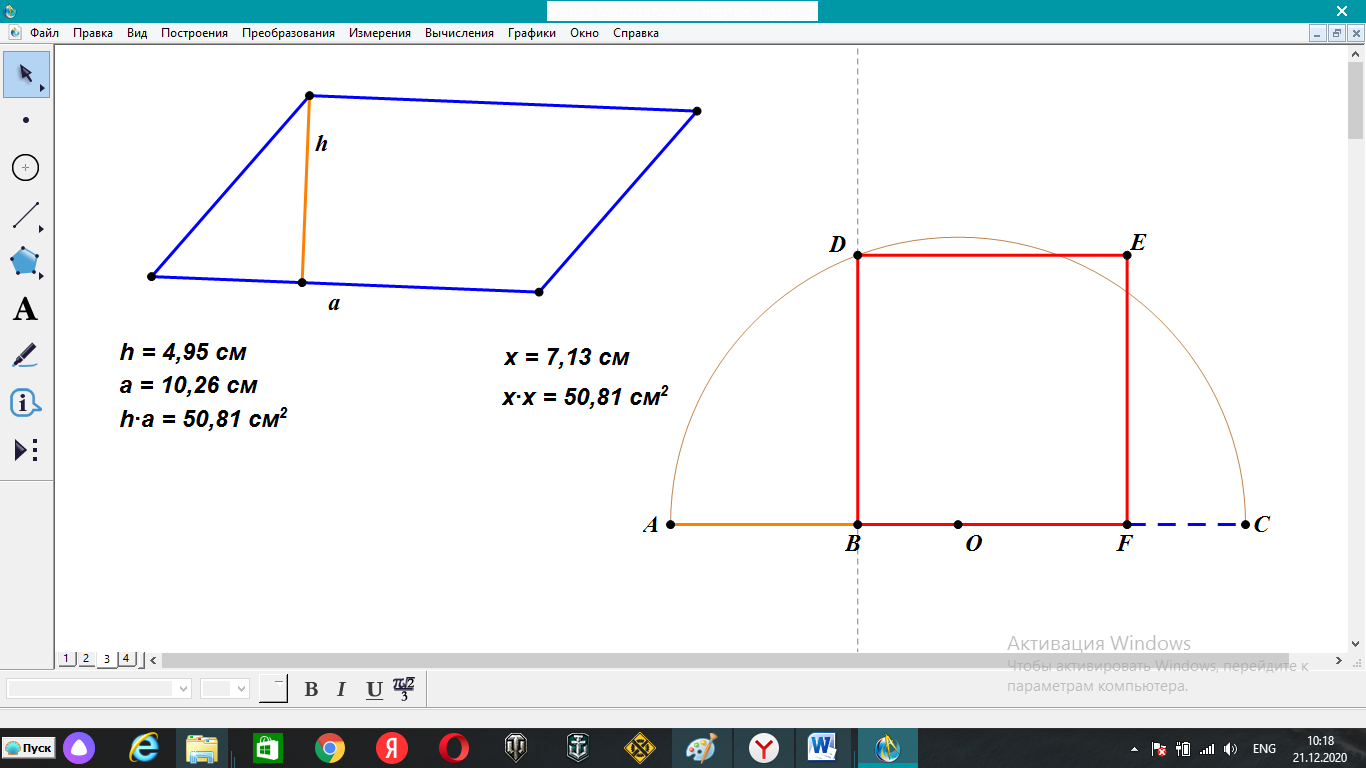 Файл Правка Вид Построения Преобразования Измерения Вычисления Графики Окно Справка
h
a
h = 4,95 см
a = 10,26 см
h·a = 50,81 см²
x = 7,13 см
x·x = 50,81 см²
D E
A B O F C
A
Активация Windows
Чтобы активировать Windows, перейдите к
параметрам компьютера.
1 2 3 4
B I U
Пуск
ENG
10:18
21.12.2020